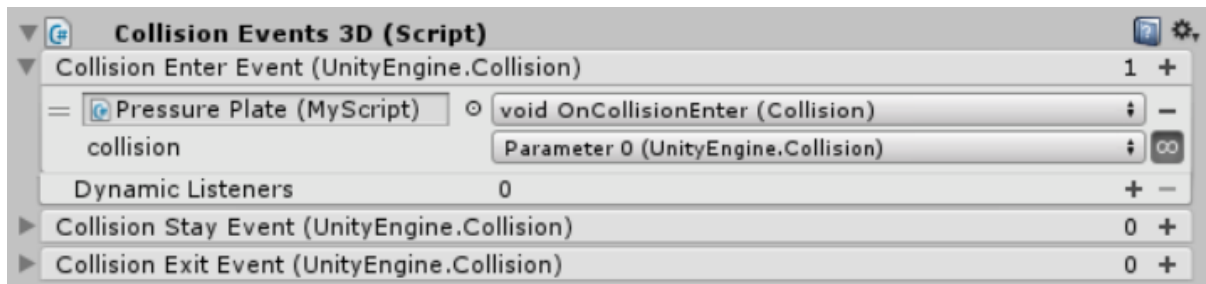 Collision Events 3D (Script)
Collision Enter Event (UnityEngine.Collision) 1 +
Pressure Plate (MyScript) void OnCollisionEnter (Collision)
collision Parameter 0 (UnityEngine.Collision) ∞
Dynamic Listeners 0 + −
Collision Stay Event (UnityEngine.Collision) 0 +
Collision Exit Event (UnityEngine.Collision) 0 +